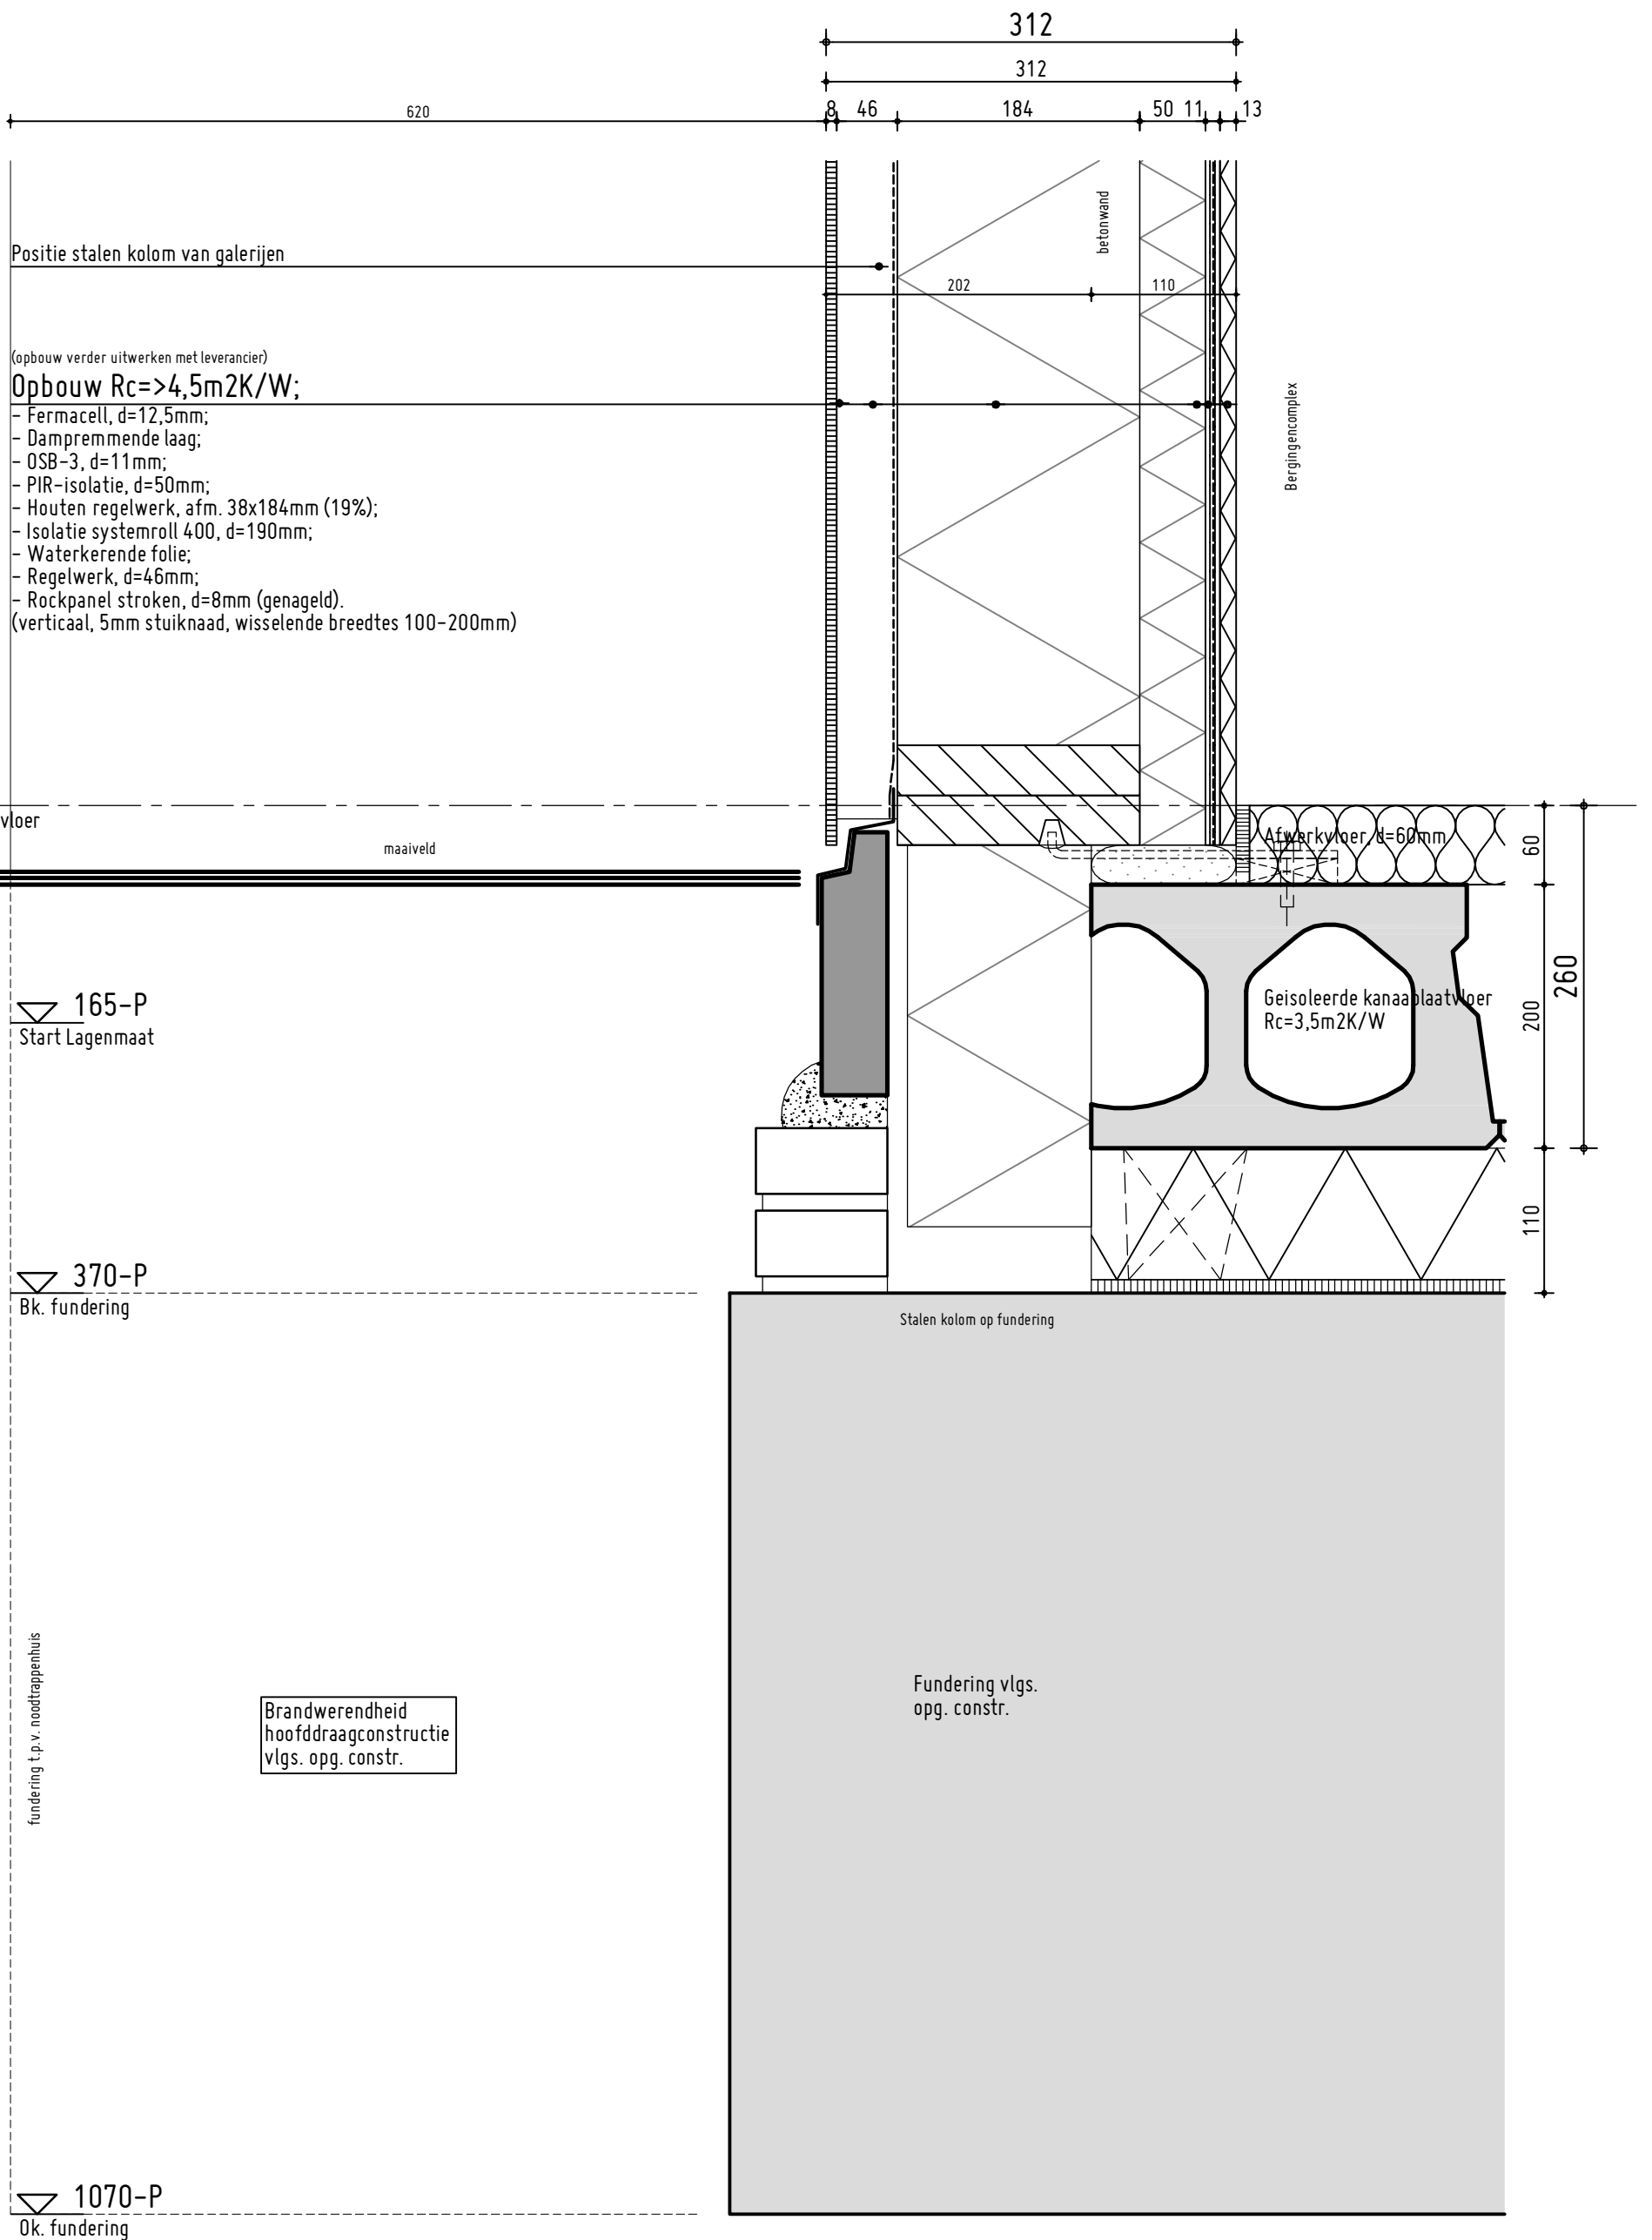 312
312
620
8
46
184
50
11
13
Positie stalen kolom van galerijen
betonwand
202
110
(opbouw verder uitwerken met leverancier)
Opbouw Rc=>4,5m2K/W;
- Fermacell, d=12,5mm;
- Dampremmende laag;
- OSB-3, d=11mm;
- PIR-isolatie, d=50mm;
- Houten regelwerk, afm. 38x184mm (19%);
- Isolatie systemroll 400, d=190mm;
- Waterkerende folie;
- Regelwerk, d=46mm;
- Rockpanel stroken, d=8mm (genageld).
(verticaal, 5mm stuiknaad, wisselende breedtes 100-200mm)
Bergingencomplex
vloer
maaiveld
Afwerkvloer, d=60mm
60
165-P
Start Lagenmaat
Geisoleerde kanaaplaatvloer
Rc=3,5m2K/W
200
260
110
370-P
Bk. fundering
Stalen kolom op fundering
fundering t.p.v. noodtrappenhuis
Brandwerendheid
hoofddraagconstructie
vlgs. opg. constr.
Fundering vlgs.
opg. constr.
1070-P
Ok. fundering